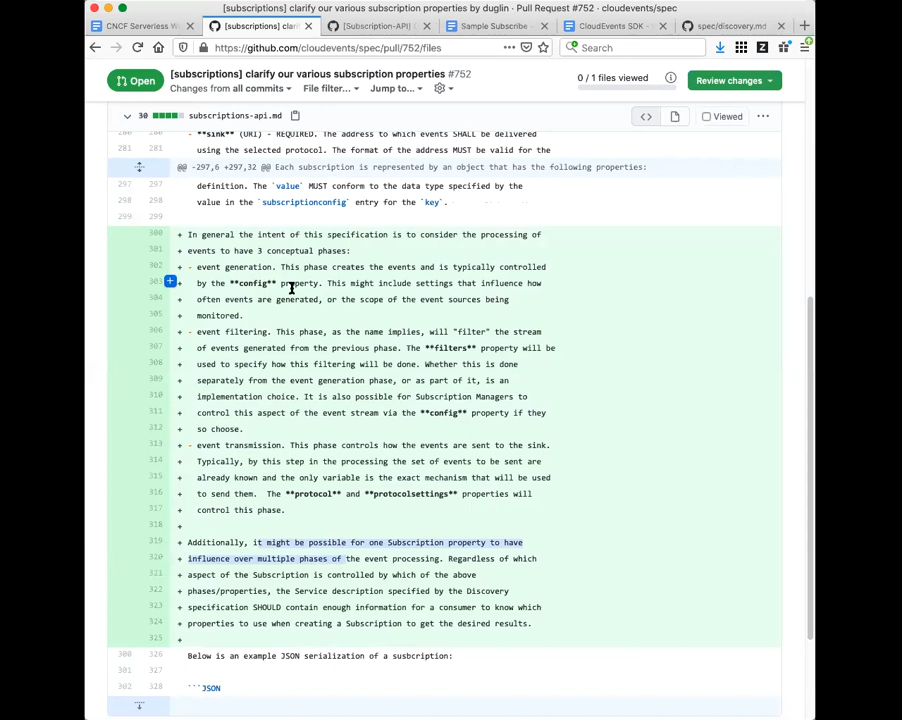 [subscriptions] clarify our various subscription properties by duglin · Pull Request #752 · cloudevents/spec
CNCF Serverless W
[subscriptions] clarify our va
[Subscription-API] (
Sample Subscribe
CloudEvents SDK –
spec/discovery.md
https://github.com/cloudevents/spec/pull/752/files
Search
Open
[subscriptions] clarify our various subscription properties #752
Changes from all commits
File filter...
Jump to...
0 / 1 files viewed
Review changes
30
subscriptions-api.md
Viewed
280 280 - **sink** (URI) - REQUIRED. The address to which events SHALL be delivered
281 281 using the selected protocol. The format of the address MUST be valid for the
@@ -297,6 +297,32 @@ Each subscription is represented by an object that has the following properties:
297 297 definition. The `value` MUST conform to the data type specified by the
298 298 value in the `subscriptionconfig` entry for the `key`.
299 299
300 + In general the intent of this specification is to consider the processing of
301 + events to have 3 conceptual phases:
302 + - event generation. This phase creates the events and is typically controlled
303 + by the **config** property. This might include settings that influence how
304 + often events are generated, or the scope of the event sources being
305 + monitored.
306 + - event filtering. This phase, as the name implies, will "filter" the stream
307 + of events generated from the previous phase. The **filters** property will be
308 + used to specify how this filtering will be done. Whether this is done
309 + separately from the event generation phase, or as part of it, is an
310 + implementation choice. It is also possible for Subscription Managers to
311 + control this aspect of the event stream via the **config** property if they
312 + so choose.
313 + - event transmission. This phase controls how the events are sent to the sink.
314 + Typically, by this step in the processing the set of events to be sent are
315 + already known and the only variable is the exact mechanism that will be used
316 + to send them.  The **protocol** and **protocolsettings** properties will
317 + control this phase.
318 +
319 + Additionally, it might be possible for one Subscription property to have
320 + influence over multiple phases of the event processing. Regardless of which
321 + aspect of the Subscription is controlled by which of the above
322 + phases/properties, the Service description specified by the Discovery
323 + specification SHOULD contain enough information for a consumer to know which
324 + properties to use when creating a Subscription to get the desired results.
325 +
300 326 Below is an example JSON serialization of a susbcription:
301 327
302 328 ```JSON